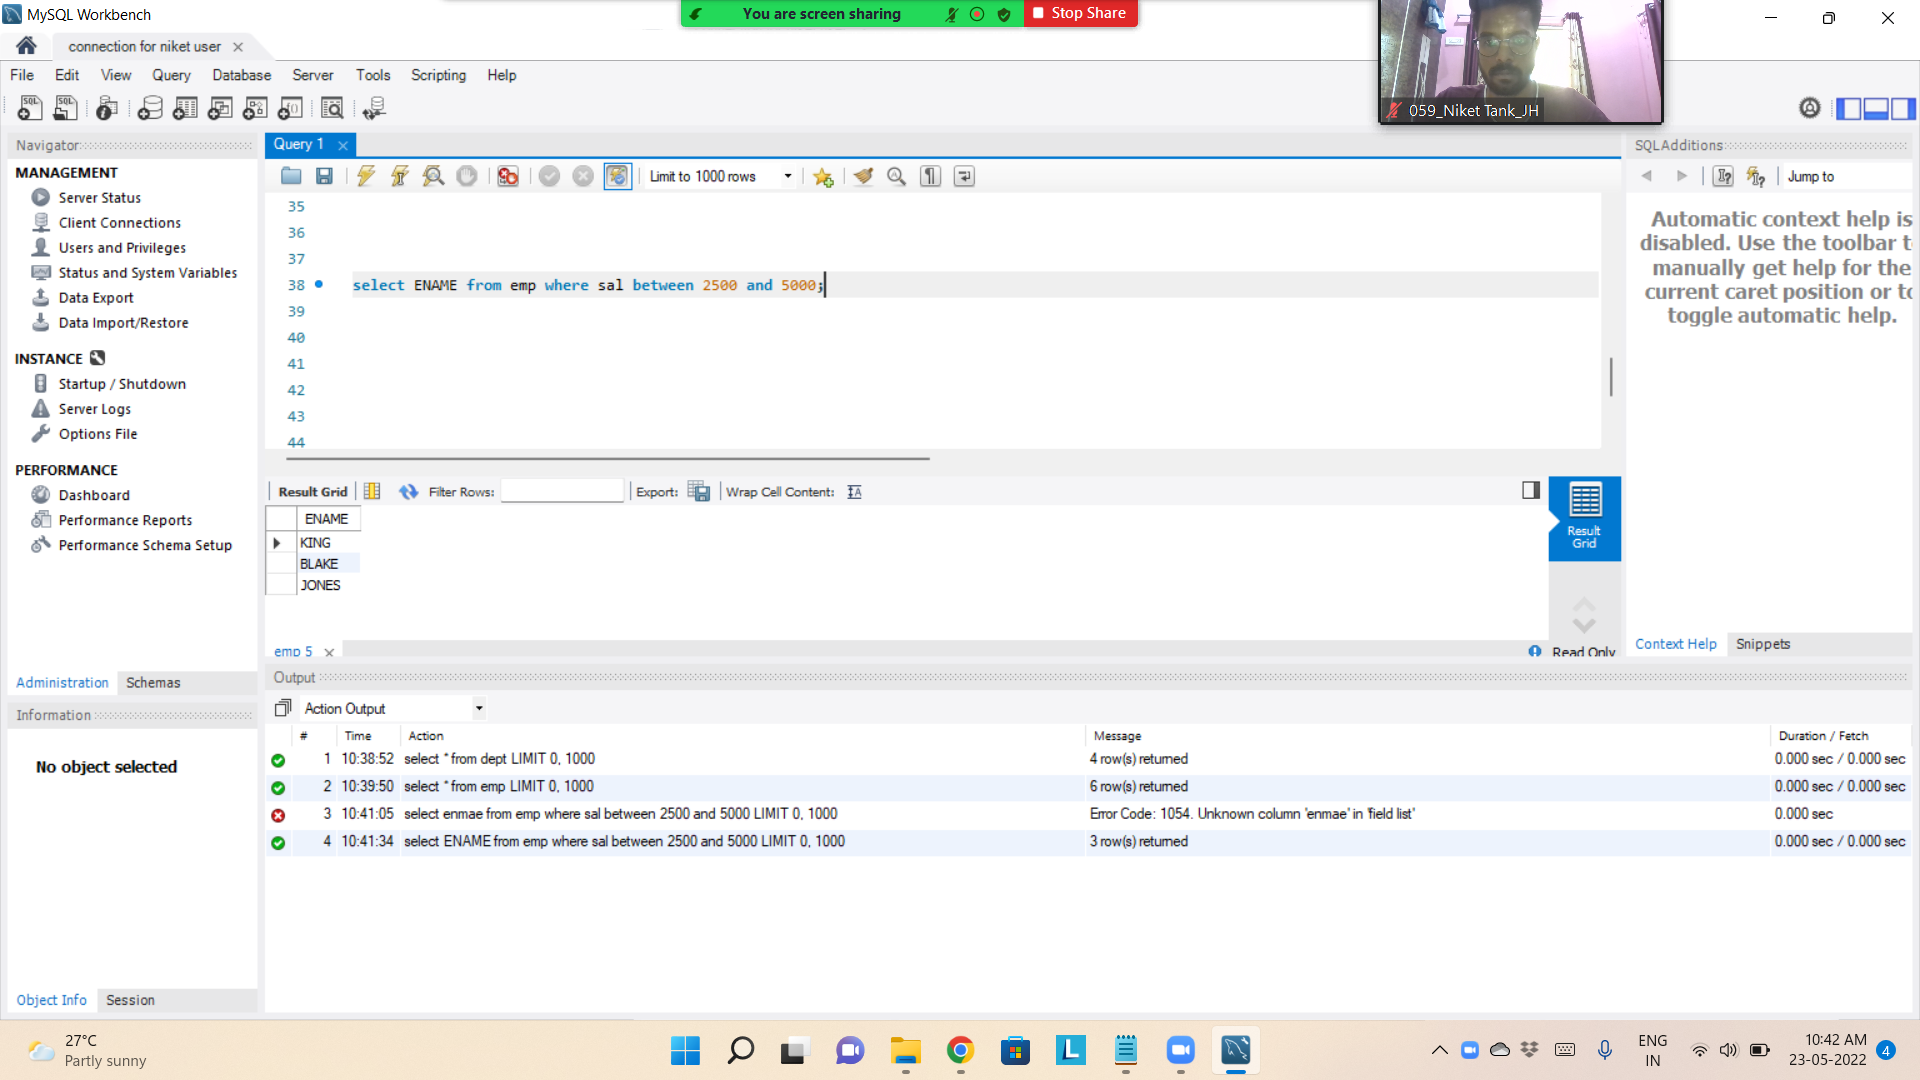 MySQL Workbench
You are screen sharing
Stop Share
connection for niket user
File Edit View Query Database Server Tools Scripting Help
059_Niket Tank_JH
Navigator
MANAGEMENT
Server Status
Client Connections
Users and Privileges
Status and System Variables
Data Export
Data Import/Restore
INSTANCE
Startup / Shutdown
Server Logs
Options File
PERFORMANCE
Dashboard
Performance Reports
Performance Schema Setup
Administration Schemas
Information
No object selected
Object Info Session
Query 1
Limit to 1000 rows
35
36
37
38 select ENAME from emp where sal between 2500 and 5000;
39
40
41
42
43
44
Result Grid Filter Rows: Export: Wrap Cell Content:
ENAME
KING
BLAKE
JONES
Result
Grid
emp 5
Read Only
SQLAdditions
Jump to
Automatic context help is
disabled. Use the toolbar t
manually get help for the
current caret position or to
toggle automatic help.
Context Help Snippets
Output
Action Output
# Time Action Message Duration / Fetch
1 10:38:52 select * from dept LIMIT 0, 1000 4 row(s) returned 0.000 sec / 0.000 sec
2 10:39:50 select * from emp LIMIT 0, 1000 6 row(s) returned 0.000 sec / 0.000 sec
3 10:41:05 select enmae from emp where sal between 2500 and 5000 LIMIT 0, 1000 Error Code: 1054. Unknown column 'enmae' in 'field list' 0.000 sec
4 10:41:34 select ENAME from emp where sal between 2500 and 5000 LIMIT 0, 1000 3 row(s) returned 0.000 sec / 0.000 sec
27°C
Partly sunny
ENG
IN
10:42 AM
23-05-2022
4